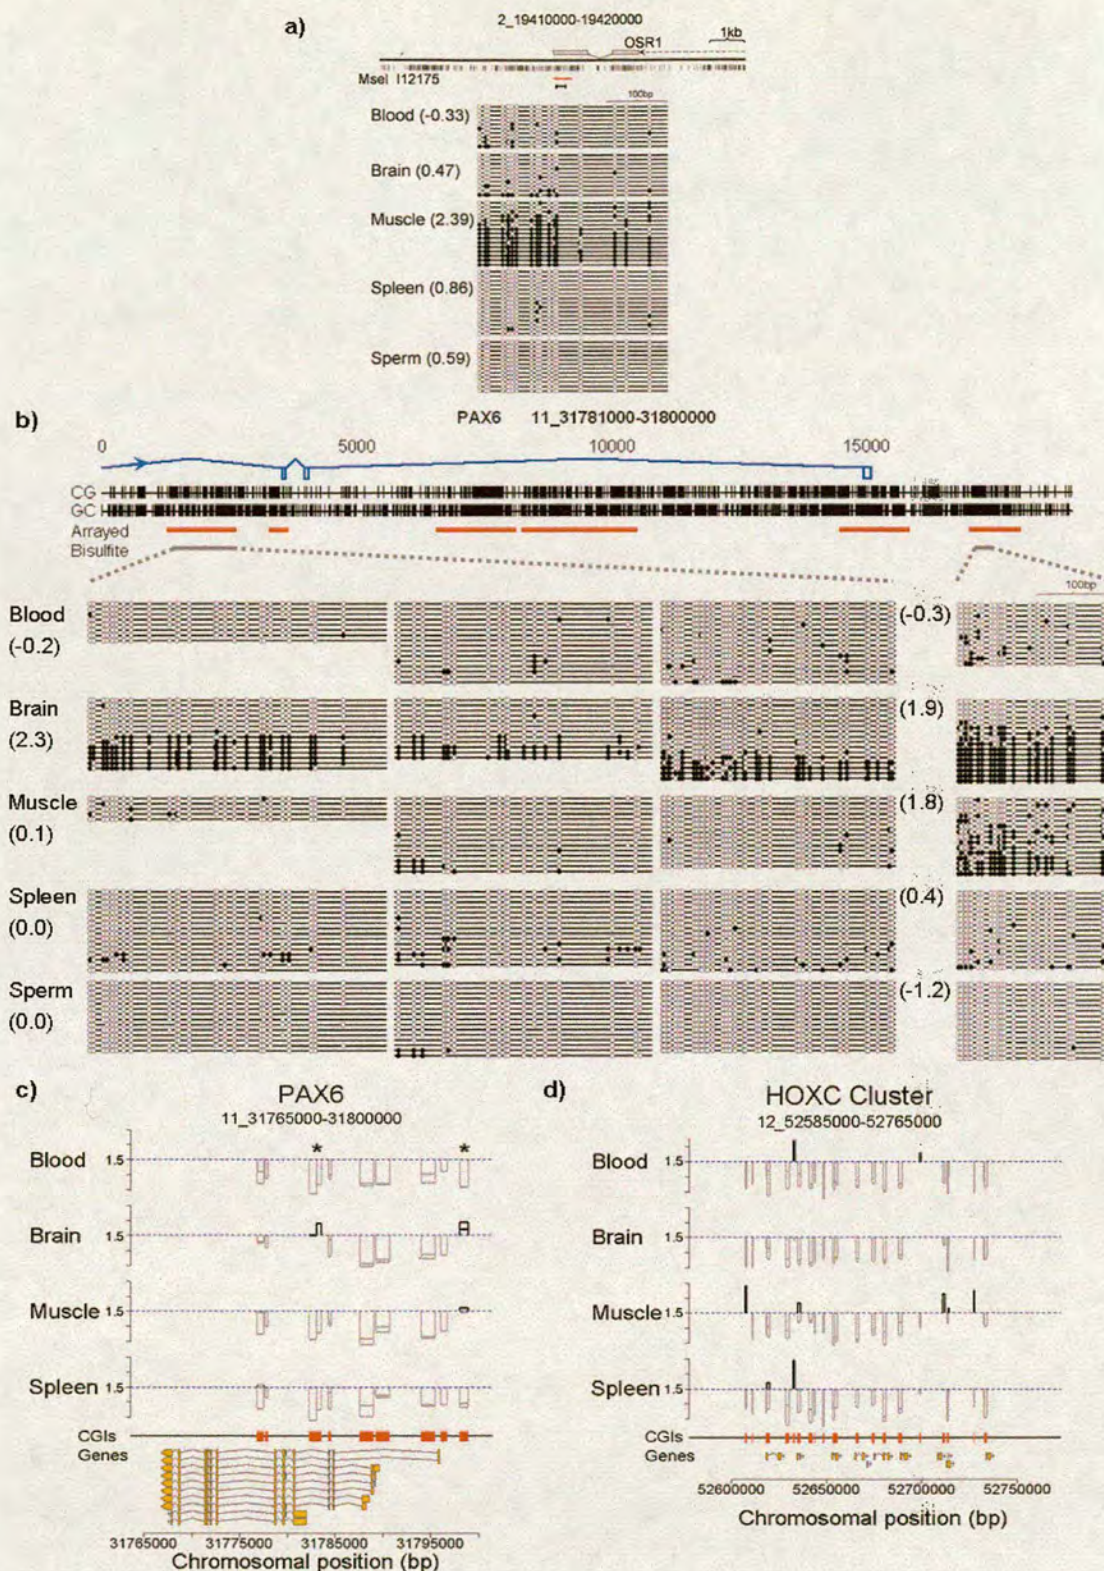 a)
2_19410000-19420000
OSR1
1kb
MseI I12175
100bp
Blood (-0.33)
Brain (0.47)
Muscle (2.39)
Spleen (0.86)
Sperm (0.59)
b)
PAX6 11_31781000-31800000
0 5000 10000 15000
CG
GC
Arrayed
Bisulfite
100bp
Blood
(-0.2)
(-0.3)
Brain
(2.3)
(1.9)
Muscle
(0.1)
(1.8)
Spleen
(0.0)
(0.4)
Sperm
(0.0)
(-1.2)
c)
PAX6
11_31765000-31800000
* *
Blood 1.5
Brain 1.5
Muscle 1.5
Spleen 1.5
CGIs
Genes
31765000 31775000 31785000 31795000
Chromosomal position (bp)
d)
HOXC Cluster
12_52585000-52765000
Blood 1.5
Brain 1.5
Muscle 1.5
Spleen 1.5
CGIs
Genes
52600000 52650000 52700000 52750000
Chromosomal position (bp)